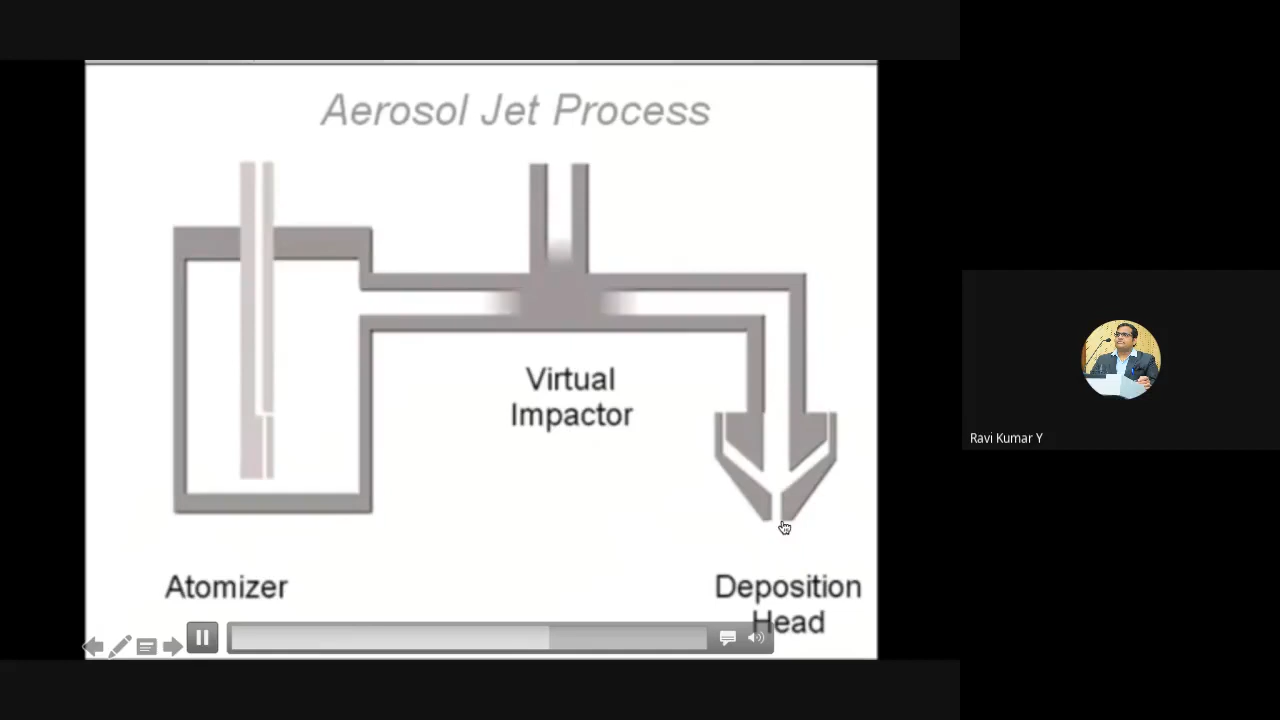 Aerosol Jet Process
Virtual
Impactor
Atomizer
Deposition
Head
Ravi Kumar Y